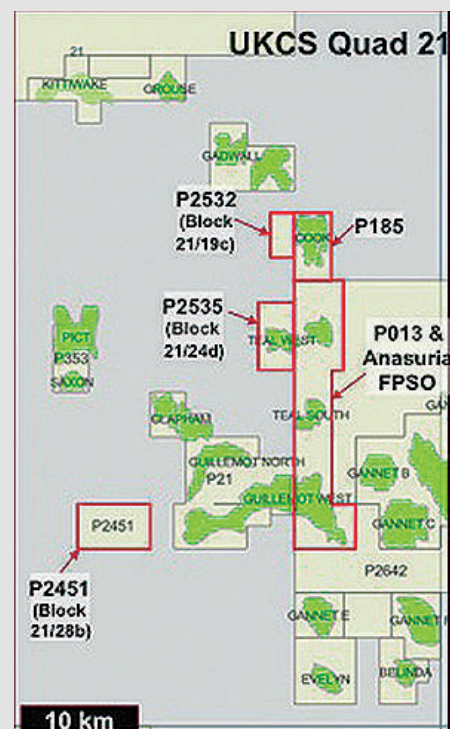 UKCS Quad 21
21
KITTIWAKE
GROUSE
GADWALL
P2532
(Block
21/19c)
COOK
P185
P2535
(Block
21/24d)
TEAL WEST
P013 &
Anasuria
FPSO
PICT
P353
SAXON
TEAL SOUTH
GAN
CLAPHAM
GUILLEMOT NORTH
P21
GANNET B
GUILLEMOT WEST
GANNET C
P2451
P2642
P2451
(Block
21/28b)
GANNET E
GANNET F
EVELYN
BELINDA
10 km